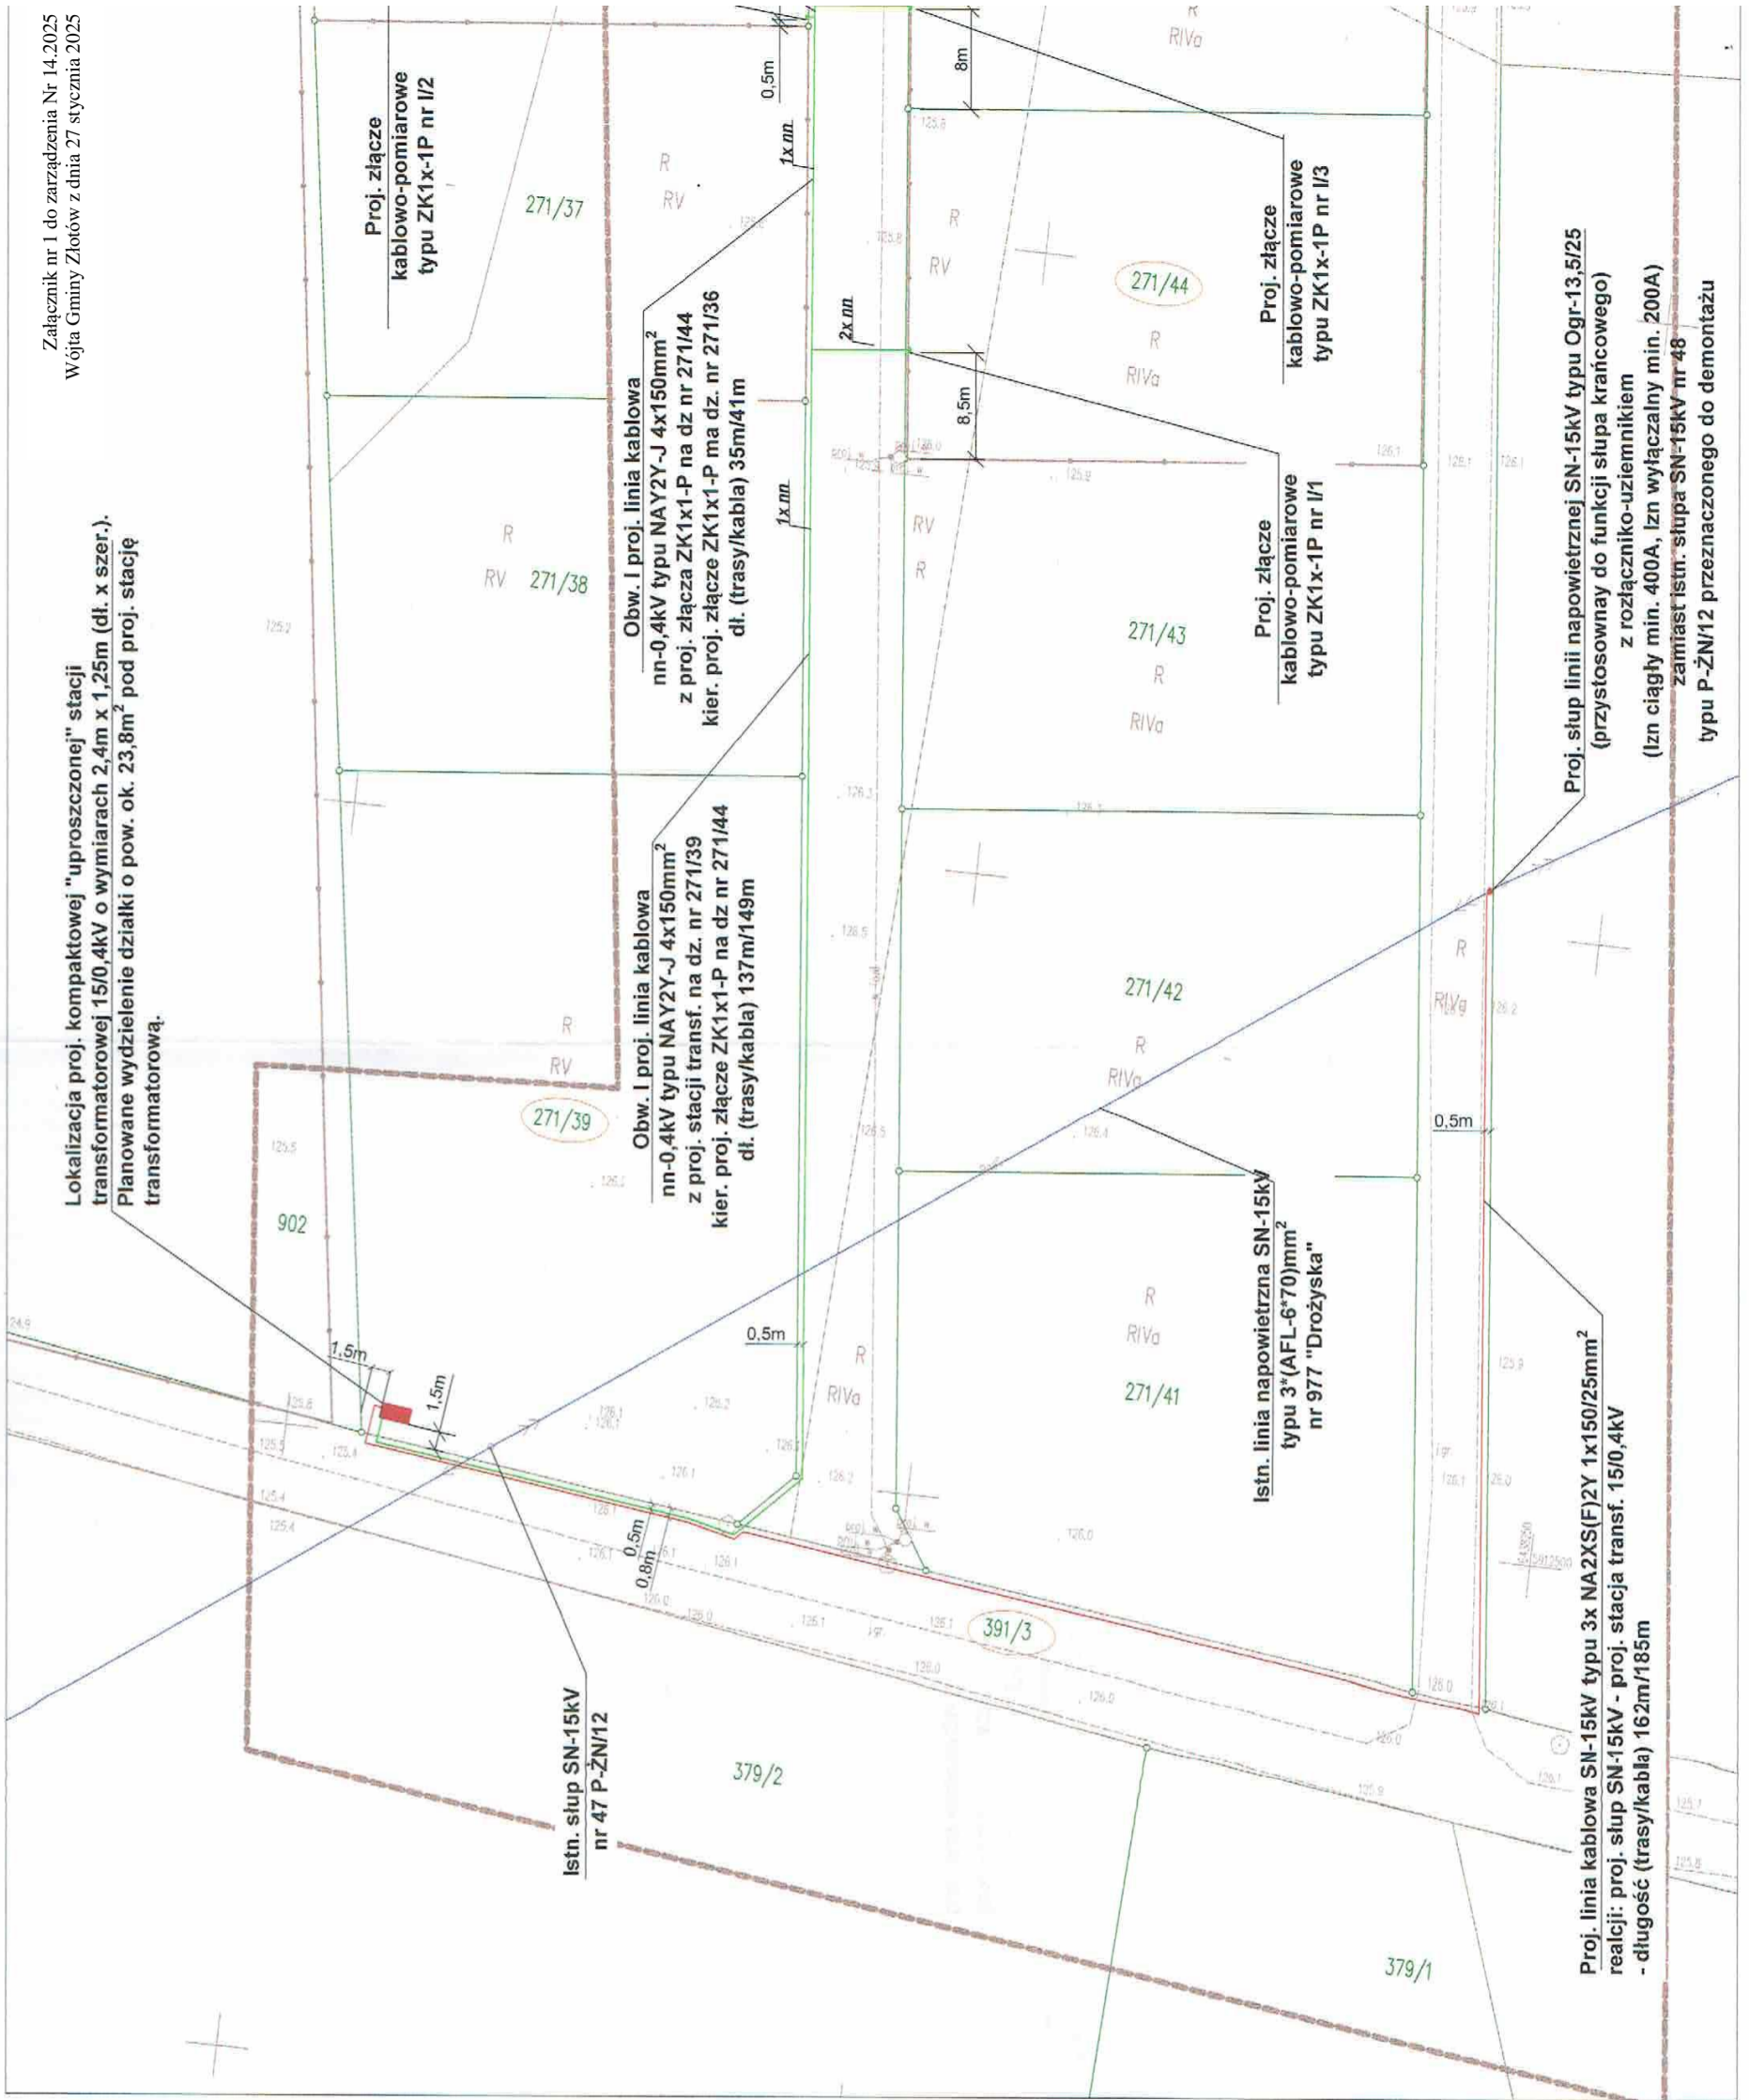 Załącznik nr 1 do zarządzenia Nr 14.2025
Wójta Gminy Złotów z dnia 27 stycznia 2025
Lokalizacja proj. kompaktowej "uproszczonej" stacji
transformatorowej 15/0,4kV o wymiarach 2,4m x 1,25m (dł. x szer.).
Planowane wydzielenie działki o pow. ok. 23,8m² pod proj. stację
transformatorową.
Proj. złącze
kablowo-pomiarowe
typu ZK1x-1P nr I/2
902
271/39
271/38
271/37
R
RV
R
RV
R
RV
125.2
125.5
1,5m
1,5m
Obw. I proj. linia kablowa
nn-0,4kV typu NAY2Y-J 4x150mm²
z proj. stacji transf. na dz. nr 271/39
kier. proj. złącze ZK1x1-P na dz nr 271/44
dł. (trasy/kabla) 137m/149m
Obw. I proj. linia kablowa
nn-0,4kV typu NAY2Y-J 4x150mm²
z proj. złącza ZK1x1-P na dz nr 271/44
kier. proj. złącze ZK1x1-P ma dz. nr 271/36
dł. (trasy/kabla) 35m/41m
0,5m
1x nn
1x nn
2x nn
0,5m
8m
8,5m
0,5m
0,8m
Istn. słup SN-15kV
nr 47 P-ŻN/12
391/3
379/2
379/1
R
RIVa
271/41
R
RIVa
271/42
R
RIVa
271/43
R
RIVa
271/44
R
RIVa
RV
R
R
RV
R
RIVa
R
RIVa
Istn. linia napowietrzna SN-15kV
typu 3*(AFL-6*70)mm²
nr 977 "Drożyska"
Proj. złącze
kablowo-pomiarowe
typu ZK1x-1P nr I/1
Proj. złącze
kablowo-pomiarowe
typu ZK1x-1P nr I/3
0,5m
Proj. linia kablowa SN-15kV typu 3x NA2XS(F)2Y 1x150/25mm²
realcji: proj. słup SN-15kV - proj. stacja transf. 15/0,4kV
- długość (trasy/kabla) 162m/185m
Proj. słup linii napowietrznej SN-15kV typu Ogr-13,5/25
(przystosownay do funkcji słupa krańcowego)
z rozłączniko-uziemnikiem
(Izn ciągły min. 400A, Izn wyłączalny min. 200A)
zamiast istn. słupa SN-15kV nr 48
typu P-ŻN/12 przeznaczonego do demontażu